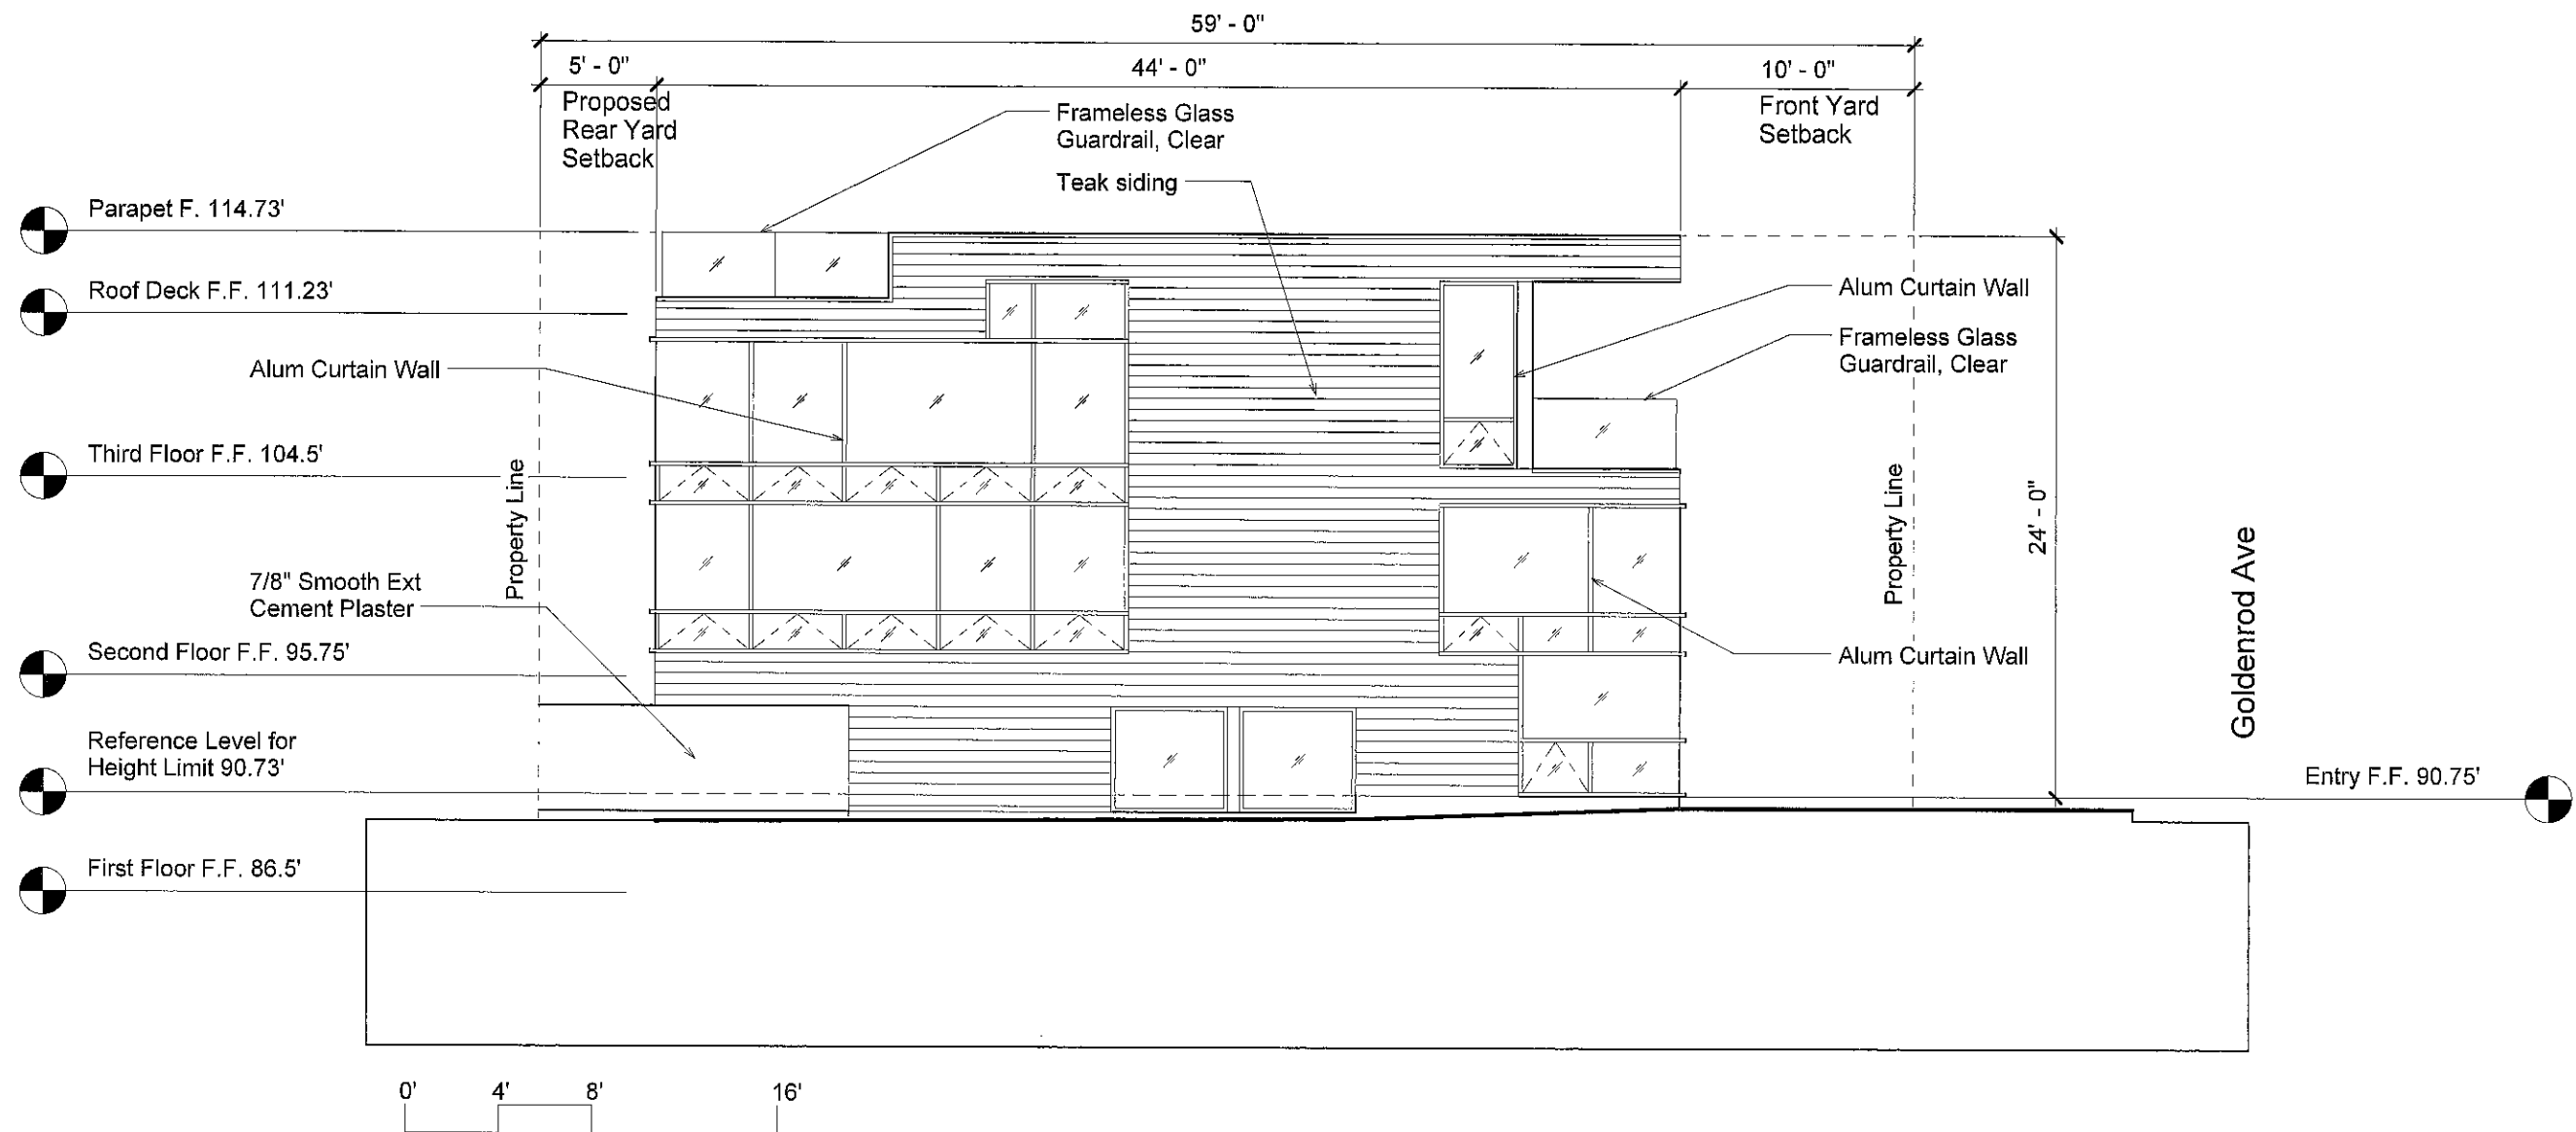 59' - 0"
5' - 0"
44' - 0"
10' - 0"
Proposed
Rear Yard
Setback
Frameless Glass
Guardrail, Clear
Front Yard
Setback
Teak siding
Parapet F. 114.73'
Roof Deck F.F. 111.23'
Alum Curtain Wall
Frameless Glass
Guardrail, Clear
Alum Curtain Wall
Third Floor F.F. 104.5'
Property Line
Property Line
24' - 0"
Goldenrod Ave
7/8" Smooth Ext
Cement Plaster
Second Floor F.F. 95.75'
Alum Curtain Wall
Reference Level for
Height Limit 90.73'
Entry F.F. 90.75'
First Floor F.F. 86.5'
0' 4' 8' 16'